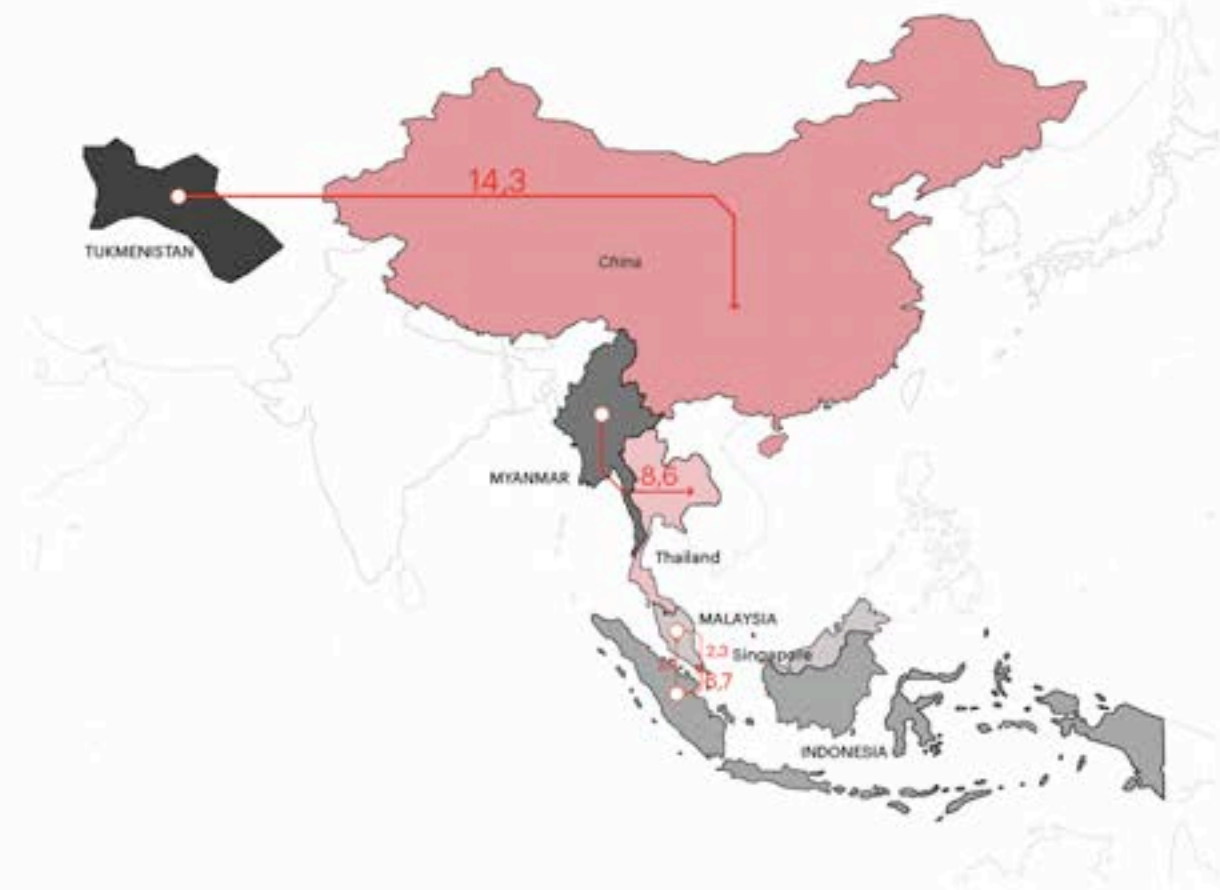 14,3
TUKMENISTAN
China
MYANMAR
8,6
Thailand
MALAYSIA
2,3
Singapore
6,7
INDONESIA